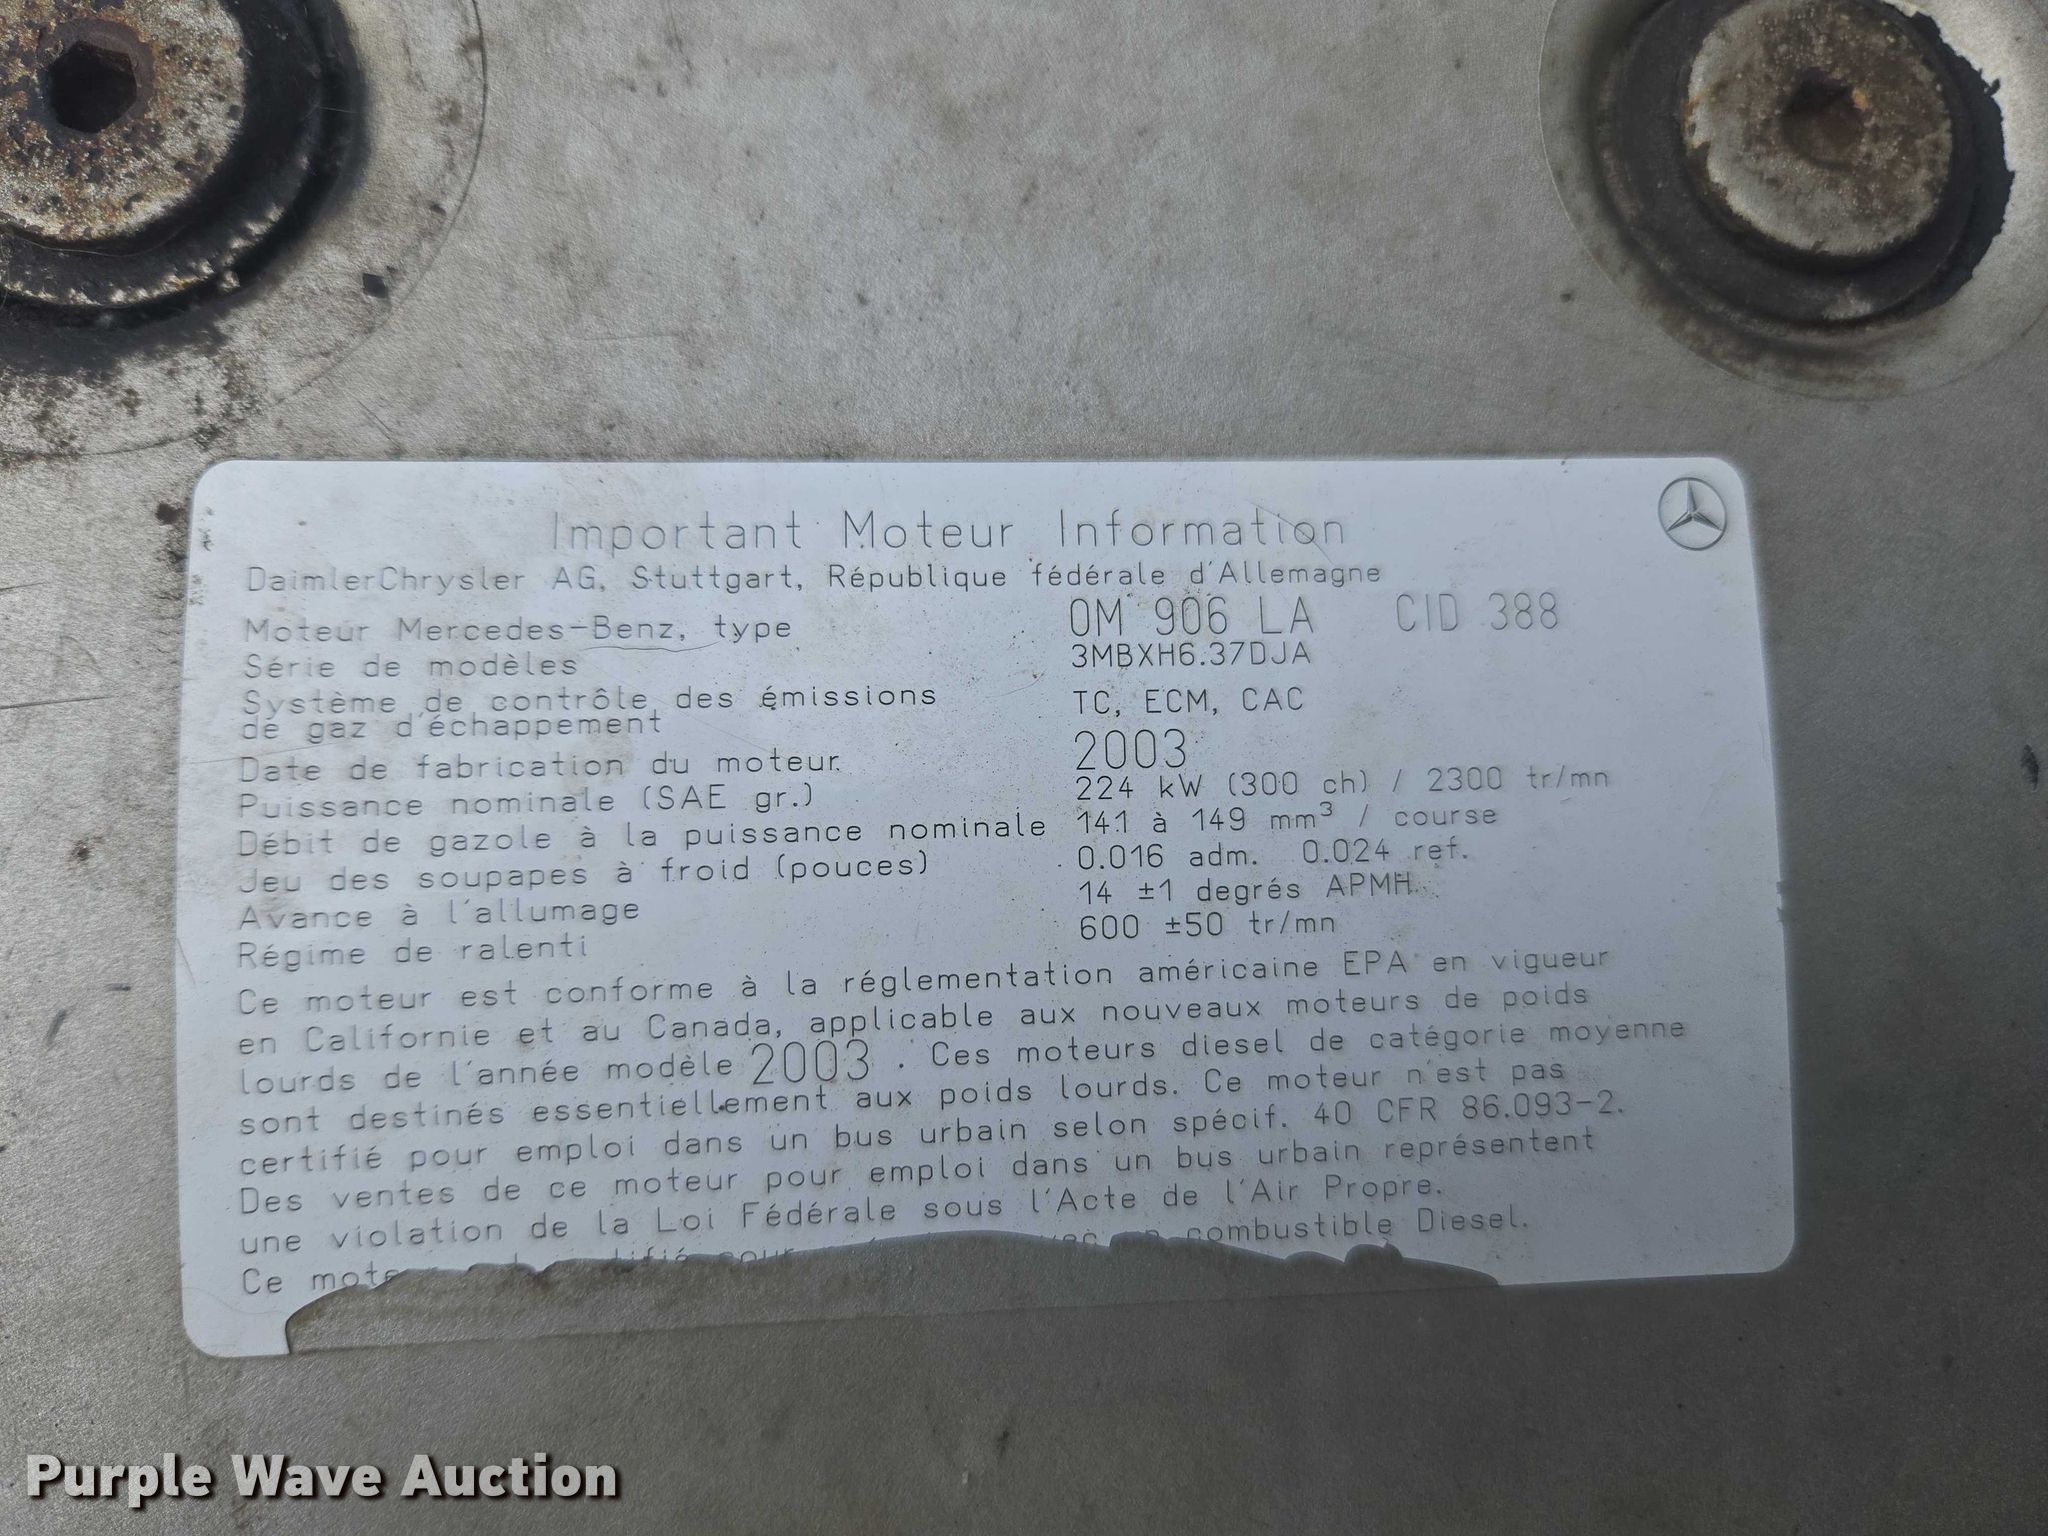 Important Moteur Information
DaimlerChrysler AG, Stuttgart, République fédérale d'Allemagne
Moteur Mercedes-Benz, type OM 906 LA CID 388
Série de modèles 3MBXH6.37DJA
Système de contrôle des émissions
de gaz d'échappement TC, ECM, CAC
Date de fabrication du moteur 2003
Puissance nominale (SAE gr.) 224 kW (300 ch) / 2300 tr/mn
Débit de gazole à la puissance nominale 141 à 149 mm³ / course
Jeu des soupapes à froid (pouces) 0.016 adm. 0.024 ref.
Avance à l'allumage 14 ±1 degrés APMH
Régime de ralenti 600 ±50 tr/mn
Ce moteur est conforme à la réglementation américaine EPA en vigueur
en Californie et au Canada, applicable aux nouveaux moteurs de poids
lourds de l'année modèle 2003. Ces moteurs diesel de catégorie moyenne
sont destinés essentiellement aux poids lourds. Ce moteur n'est pas
certifié pour emploi dans un bus urbain selon spécif. 40 CFR 86.093-2.
Des ventes de ce moteur pour emploi dans un bus urbain représentent
une violation de la Loi Fédérale sous l'Acte de l'Air Propre.
Ce combustible Diesel.
Purple Wave Auction